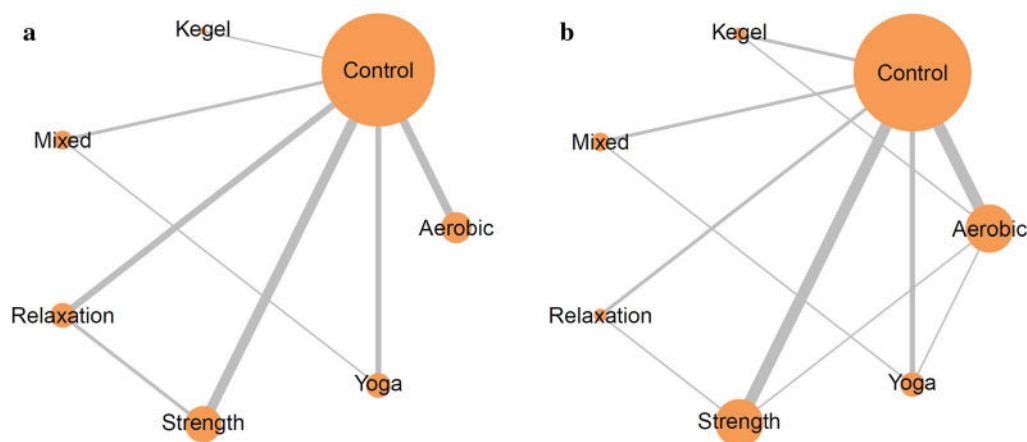 a
Kegel
Control
Mixed
Aerobic
Relaxation
Yoga
Strength
b
Kegel
Control
Mixed
Aerobic
Relaxation
Yoga
Strength